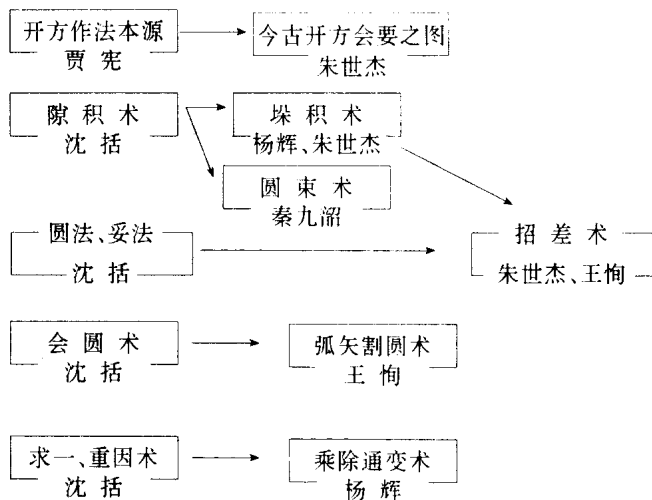 开方作法本源
贾宪
今古开方会要之图
朱世杰
隙积术
沈括
垛积术
杨辉、朱世杰
圆束术
秦九韶
圆法、妥法
沈括
招差术
朱世杰、王恂
会圆术
沈括
弧矢割圆术
王恂
求一、重因术
沈括
乘除通变术
杨辉